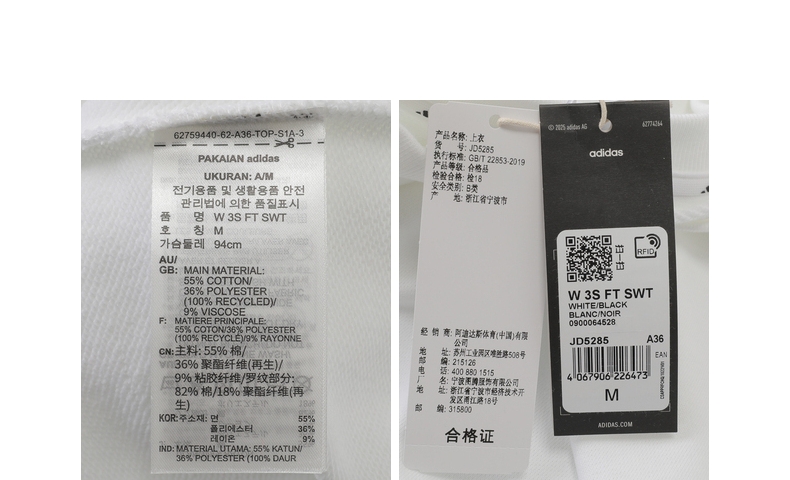 62759440-62-A36-TOP-S1A-3
PAKAIAN adidas
UKURAN: A/M
전기용품 및 생활용품 안전
관리법에 의한 품질표시
품 명 W 3S FT SWT
호 칭 M
가슴둘레 94cm
AU/
GB: MAIN MATERIAL:
55% COTTON/
36% POLYESTER
(100% RECYCLED)/
9% VISCOSE
F: MATIERE PRINCIPALE:
55% COTON/36% POLYESTER
(100% RECYCLE)/9% RAYONNE
CN: 主料: 55% 棉/
36% 聚酯纤维(再生)/
9% 粘胶纤维/罗纹部分:
82% 棉/18% 聚酯纤维(再
生)
KOR: 주소재: 면 55%
폴리에스터 36%
레이온 9%
IND: MATERIAL UTAMA: 55% KATUN/
36% POLYESTER (100% DAUR
产品名称: 上衣
货 号: JD5285
执行标准: GB/T 22853-2019
产品等级: 合格品
检验合格: 检18
安全类别: B类
产 地: 浙江省宁波市
经 销 商: 阿迪达斯体育(中国)有限
公司
地 址: 苏州工业园区唯胜路508号
邮 编: 215126
电 话: 400 880 1515
厂 名: 宁波图腾服饰有限公司
地 址: 浙江省宁波市经济技术开
发区甬江路18号
邮 编: 315800
合格证
© 2025 adidas AG
62774264
adidas
RFID
W 3S FT SWT
WHITE/BLACK
BLANC/NOIR
0900064528
JD5285 A36
EAN
4 067906 226473
M
ADIDAS.COM